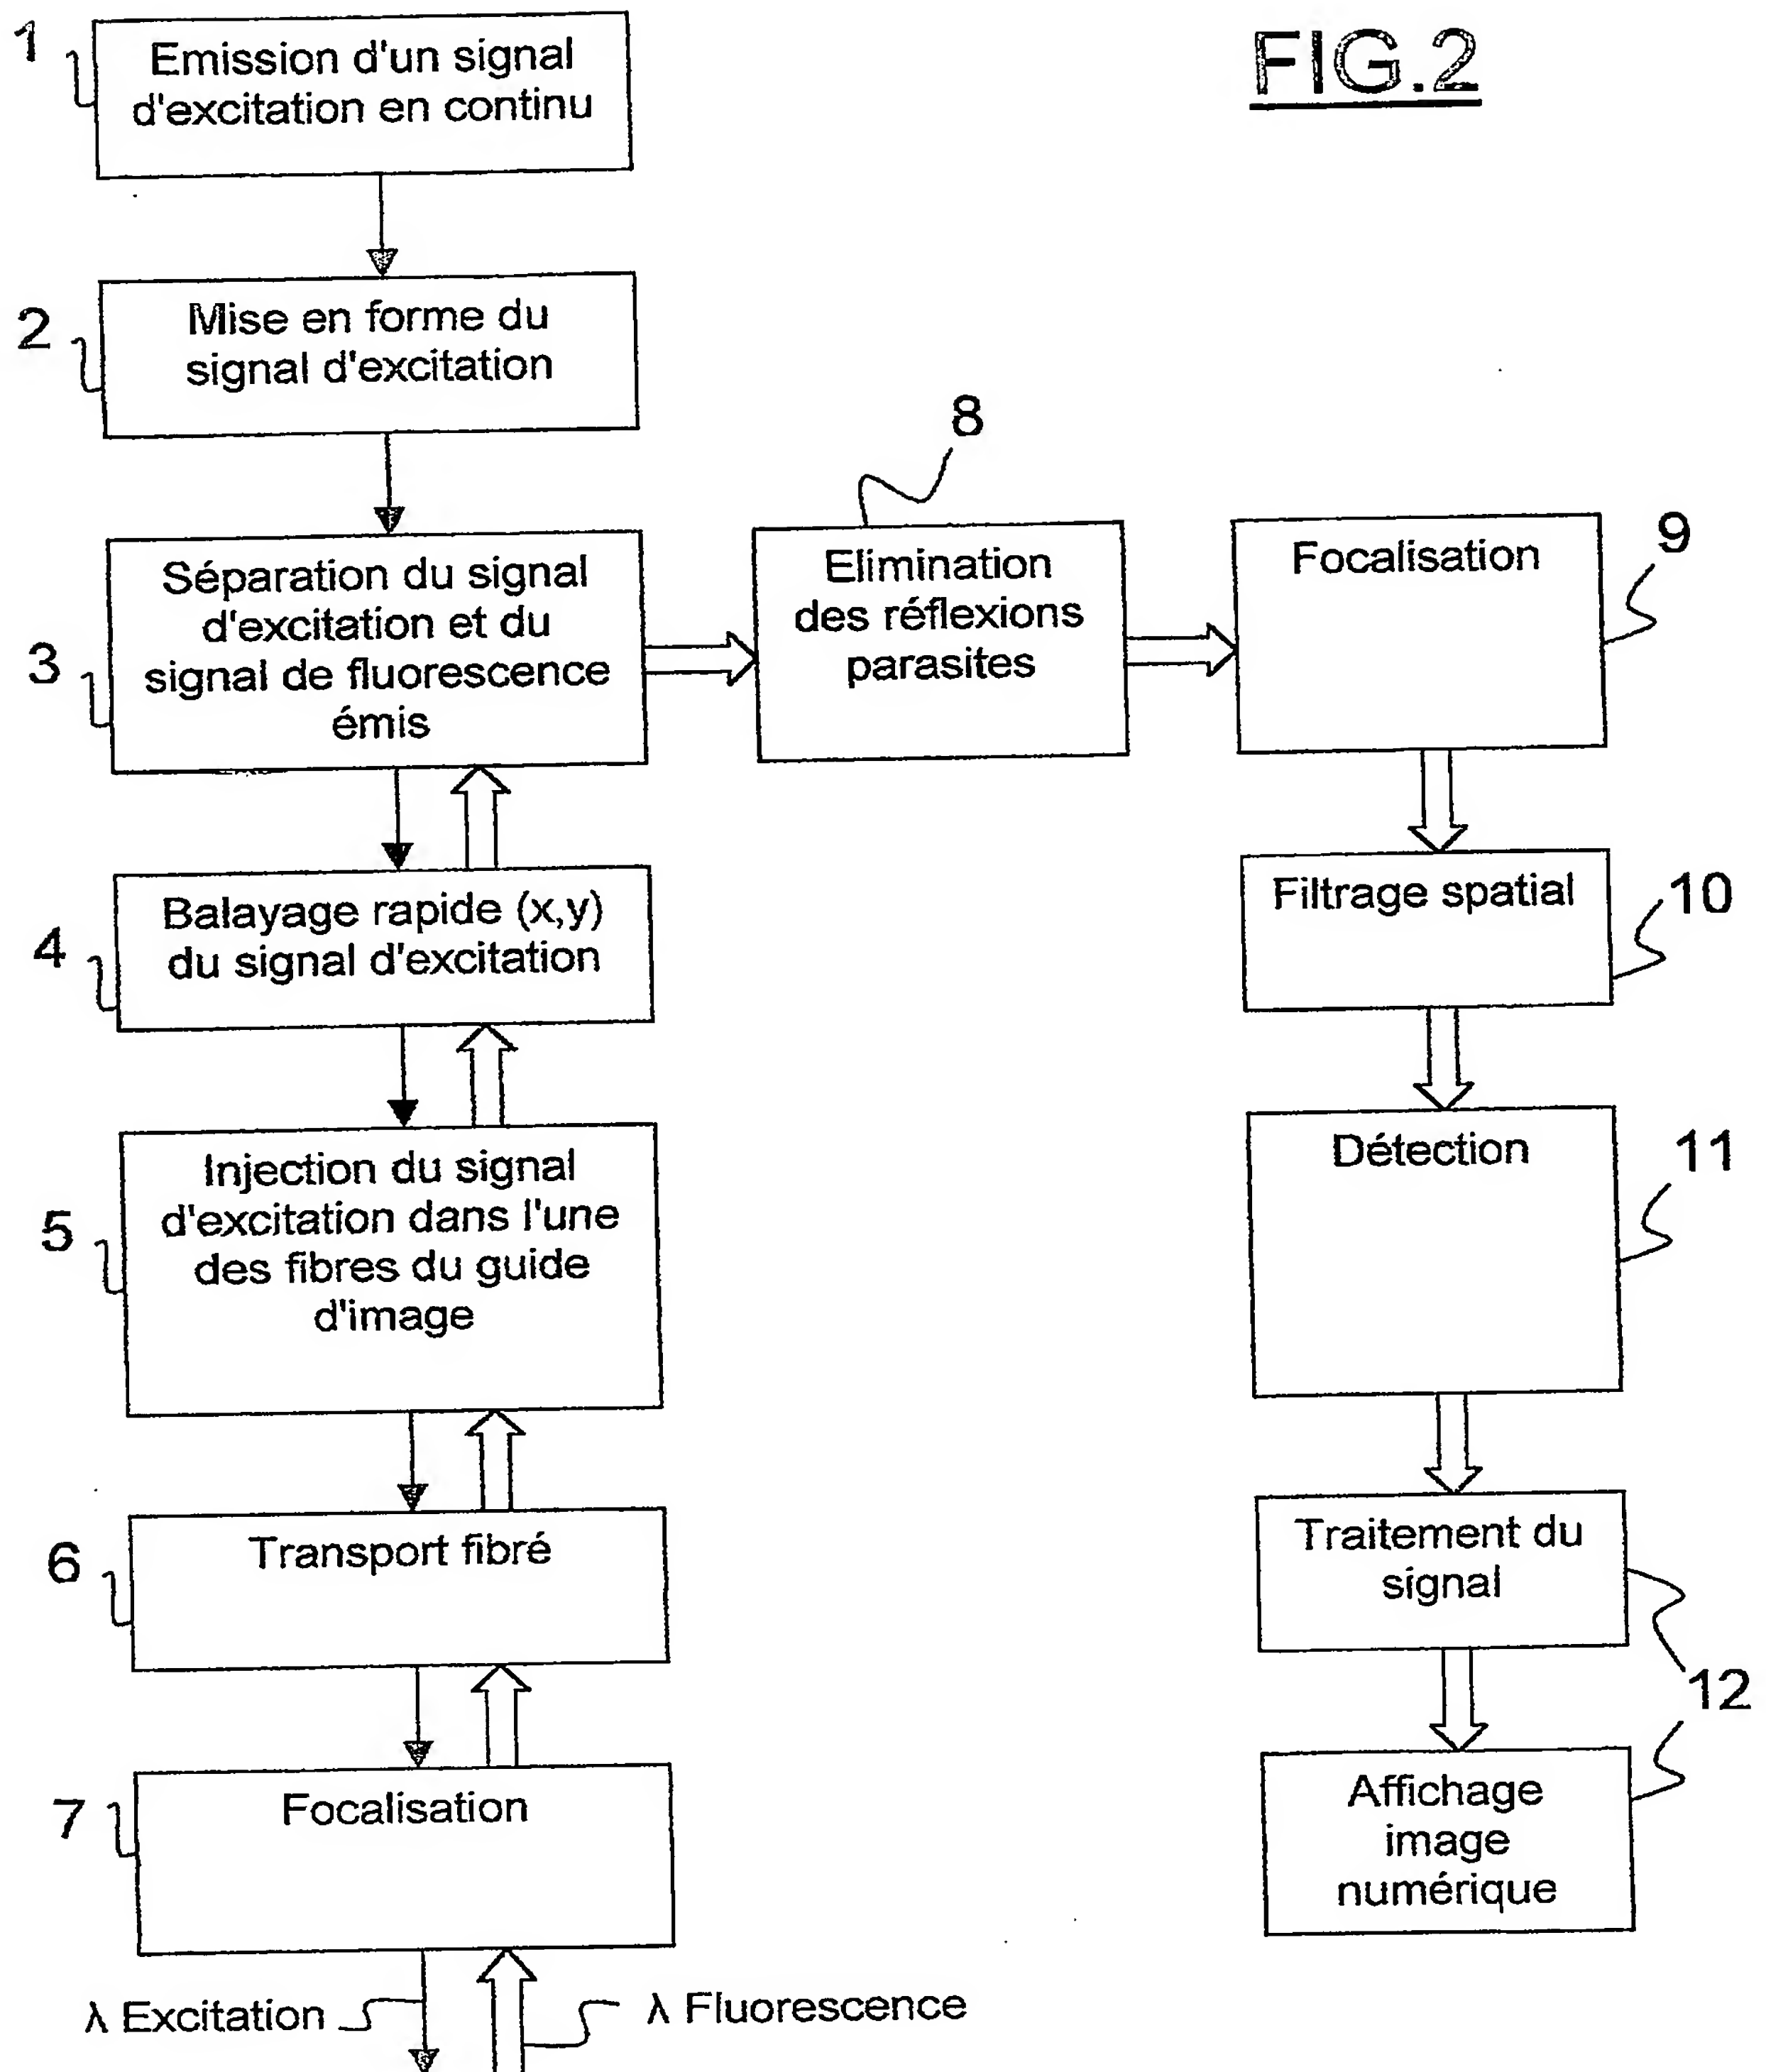 FIG.2
1
Emission d'un signal
d'excitation en continu
2
Mise en forme du
signal d'excitation
3
Séparation du signal
d'excitation et du
signal de fluorescence
émis
4
Balayage rapide (x,y)
du signal d'excitation
5
Injection du signal
d'excitation dans l'une
des fibres du guide
d'image
6
Transport fibré
7
Focalisation
λ Excitation
λ Fluorescence
8
Elimination
des réflexions
parasites
9
Focalisation
10
Filtrage spatial
11
Détection
Traitement du
signal
12
Affichage
image
numérique